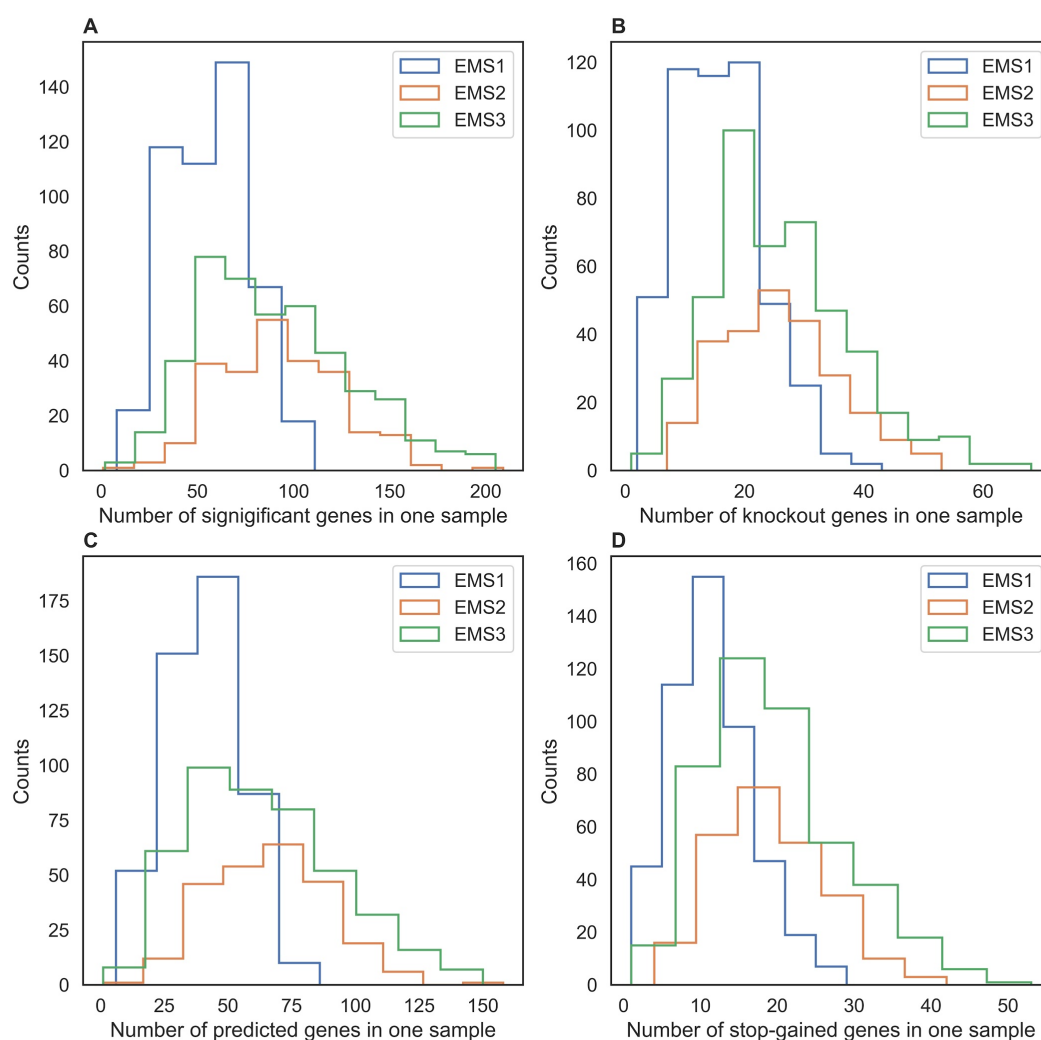 A
EMS1
EMS2
EMS3
Counts
140
120
100
80
60
40
20
0
0 50 100 150 200
Number of signigificant genes in one sample
B
EMS1
EMS2
EMS3
Counts
120
100
80
60
40
20
0
0 20 40 60
Number of knockout genes in one sample
C
EMS1
EMS2
EMS3
Counts
175
150
125
100
75
50
25
0
0 25 50 75 100 125 150
Number of predicted genes in one sample
D
EMS1
EMS2
EMS3
Counts
160
140
120
100
80
60
40
20
0
0 10 20 30 40 50
Number of stop-gained genes in one sample